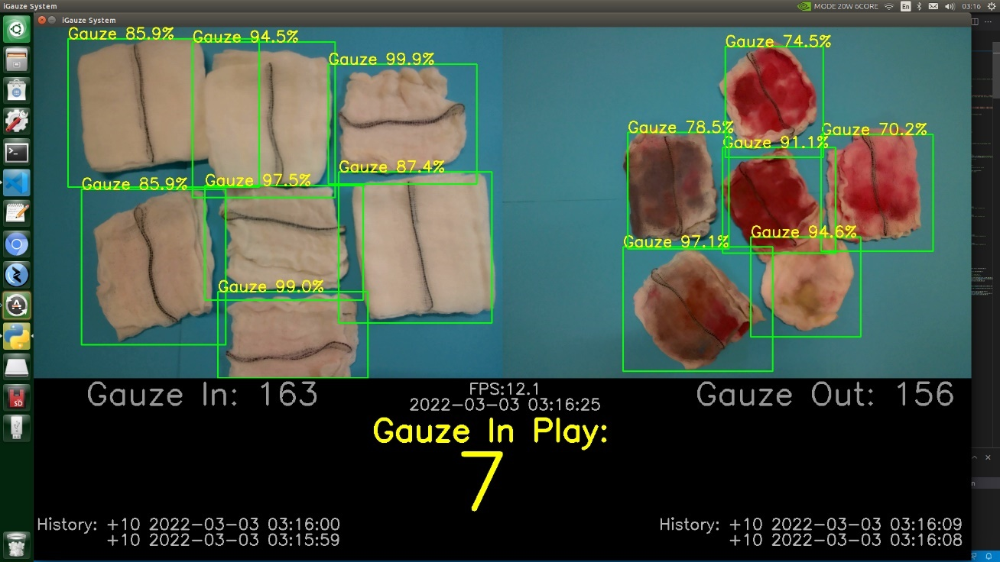 iGauze System
MODE 20W 6CORE
En
03:16
iGauze System
Gauze 85.9%
Gauze 94.5%
Gauze 99.9%
Gauze 85.9%
Gauze 97.5%
Gauze 87.4%
Gauze 99.0%
Gauze 74.5%
Gauze 78.5%
Gauze 91.1%
Gauze 70.2%
Gauze 97.1%
Gauze 94.6%
Gauze In: 163
FPS:12.1
2022-03-03 03:16:25
Gauze Out: 156
Gauze In Play:
7
History: +10 2022-03-03 03:16:00
+10 2022-03-03 03:15:59
History: +10 2022-03-03 03:16:09
+10 2022-03-03 03:16:08
SD